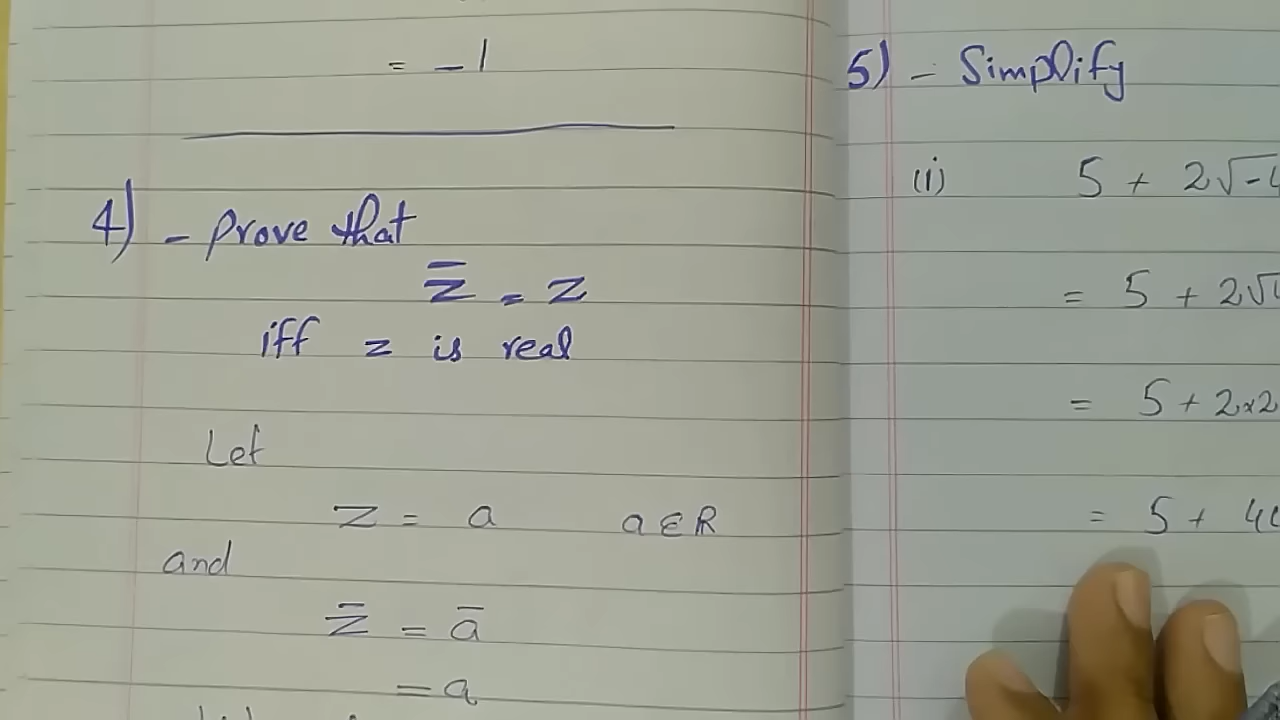 = -1
4) - Prove that
z̅ = z
iff z is real
Let
z = a a ∈ R
and
z̅ = a̅
= a
5) - Simplify
(i) 5 + 2√-4
= 5 + 2√
= 5 + 2×2
= 5 + 4